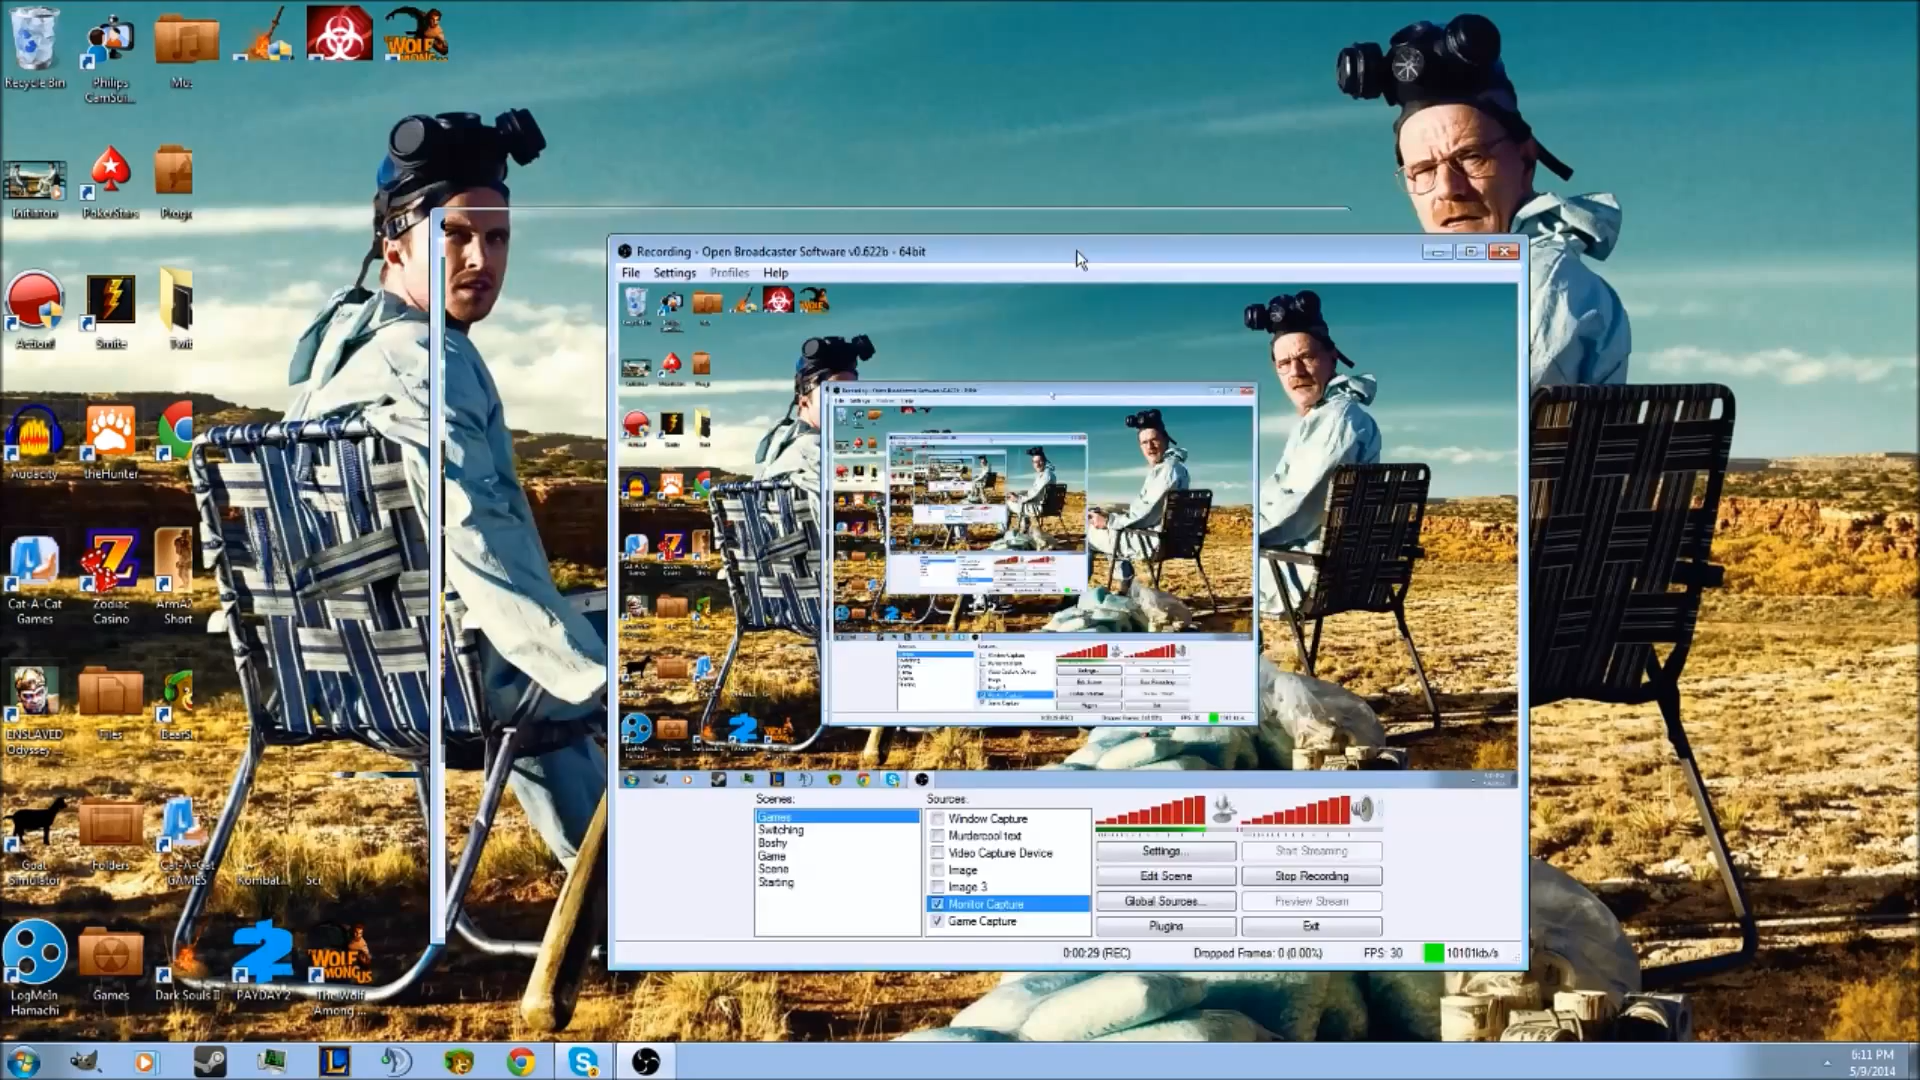 Recycle Bin
Philips
CamSui...
Mu:
WOLF
Initiation
PokerStars
Progr
Action!
Smite
Twit
Audacity
theHunter
Cat-A-Cat
Games
Zodiac
Casino
ArmA2
Short
ENSLAVED
Odyssey ...
Files
BearSl
Goat
Simulator
Folders
Cat-A-Cat
GAMES
Kombat...
Scr
LogMeIn
Hamachi
Games
Dark Souls II
PAYDAY 2
The Wolf
Among ...
Recording - Open Broadcaster Software v0.622b - 64bit
File Settings Profiles Help
Scenes:
Games
Switching
Boshy
Game
Scene
Starting
Sources:
Window Capture
Murdercool text
Video Capture Device
Image
Image 3
Monitor Capture
Game Capture
Settings...
Start Streaming
Edit Scene
Stop Recording
Global Sources...
Preview Stream
Plugins
Exit
0:00:29 (REC)
Dropped Frames: 0 (0.00%)
FPS: 30
10101kb/s
6:11 PM
5/9/2014